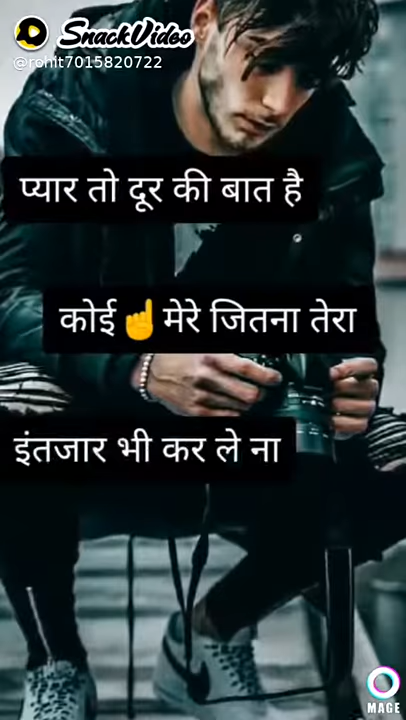 SnackVideo
@rohit7015820722
प्यार तो दूर की बात है
कोई☝️मेरे जितना तेरा
इंतजार भी कर ले ना
MAGE